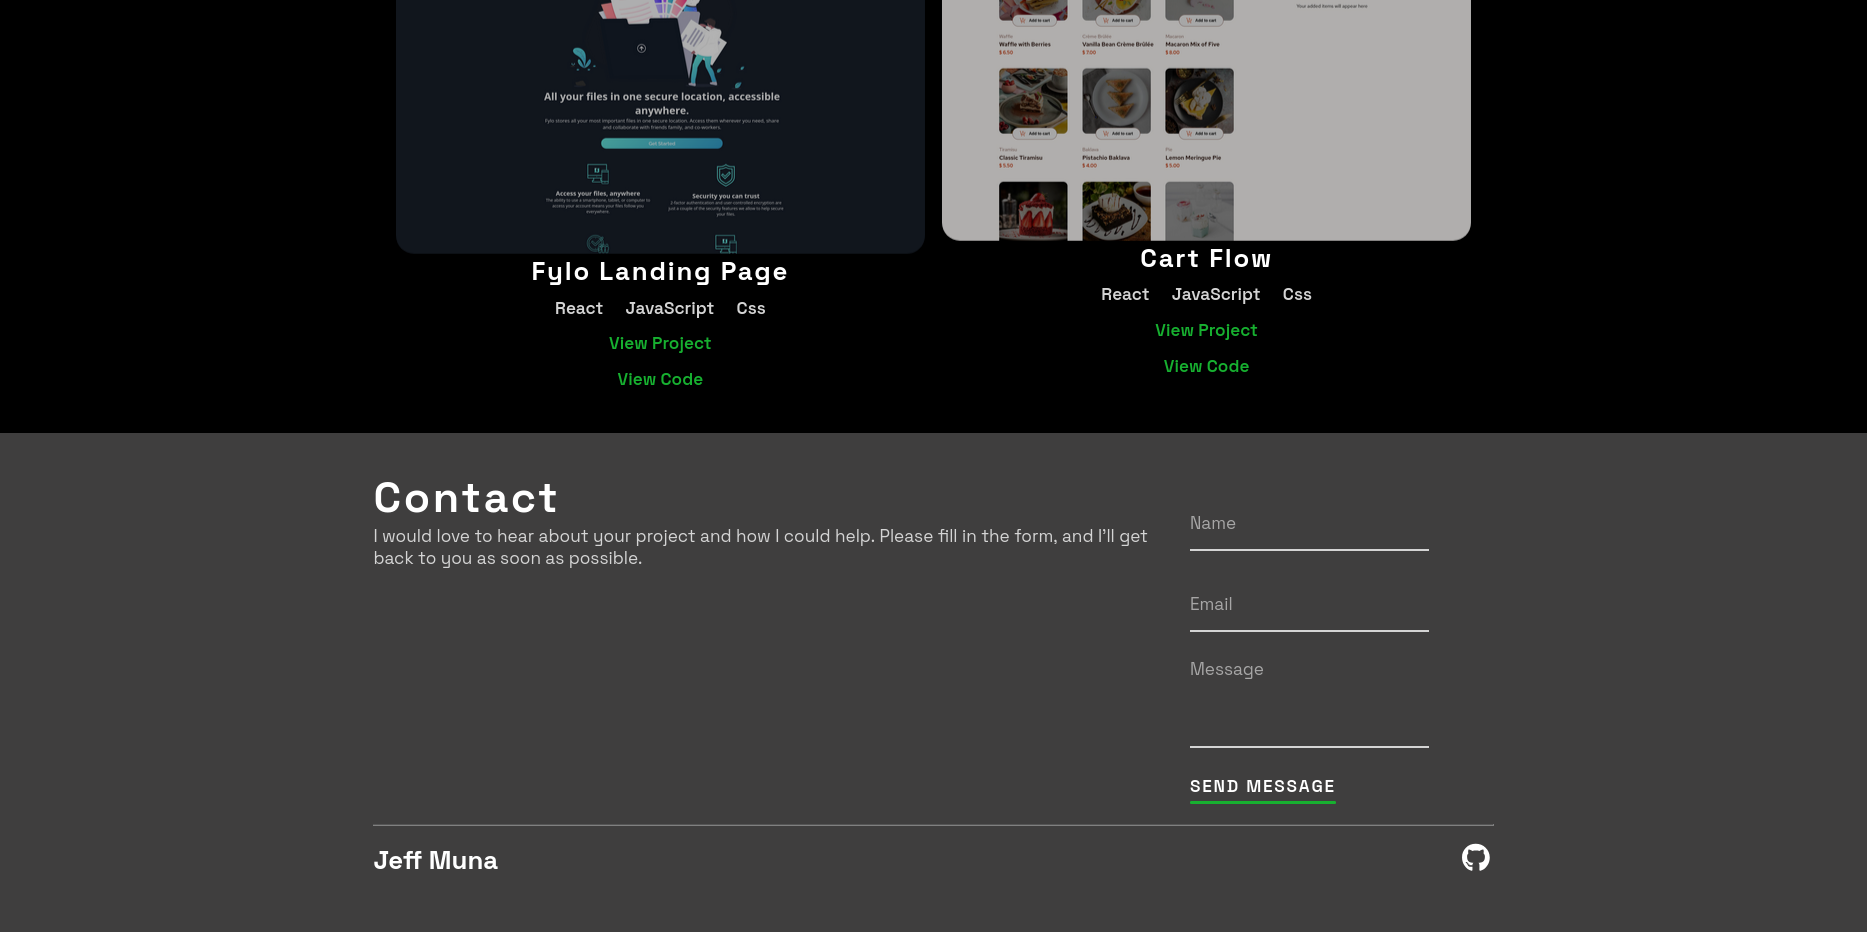 All your files in one secure location, accessible
anywhere.
Fylo stores all your most important files in one secure location. Access them wherever you need, share
and collaborate with friends family, and co workers.
Get Started
Access your files, anywhere
The ability to use a smartphone, tablet, or computer to
access your account means your files follow you
everywhere.
Security you can trust
2 factor authentication and user-controlled encryption are
just a couple of the security features we allow to help secure
your files.
Your added items will appear here
Add to cart
Add to cart
Add to cart
Waffle
Crème Brûlée
Macaron
Waffle with Berries
Vanilla Bean Crème Brûlée
Macaron Mix of Five
$6.50
$7.00
$8.00
Add to cart
Add to cart
Add to cart
Tiramisu
Baklava
Pie
Classic Tiramisu
Pistachio Baklava
Lemon Meringue Pie
$5.50
$4.00
$5.00
Fylo Landing Page
React JavaScript Css
View Project
View Code
Cart Flow
React JavaScript Css
View Project
View Code
Contact
I would love to hear about your project and how I could help. Please fill in the form, and I'll get
back to you as soon as possible.
Name
Email
Message
SEND MESSAGE
Jeff Muna